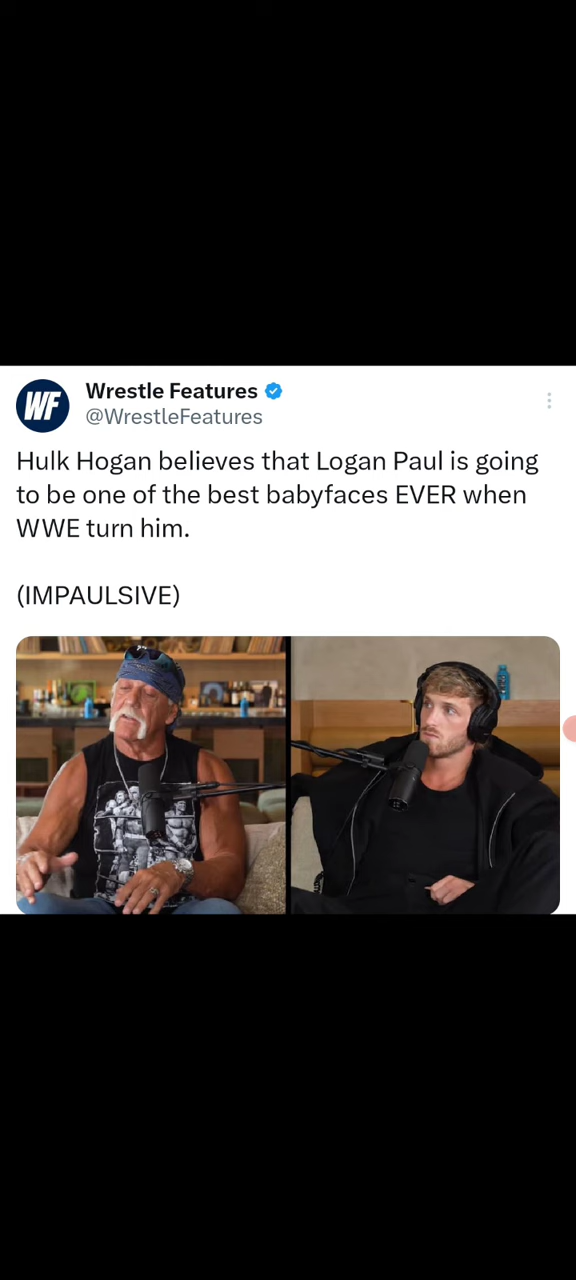 WF
Wrestle Features
@WrestleFeatures
Hulk Hogan believes that Logan Paul is going
to be one of the best babyfaces EVER when
WWE turn him.
(IMPAULSIVE)